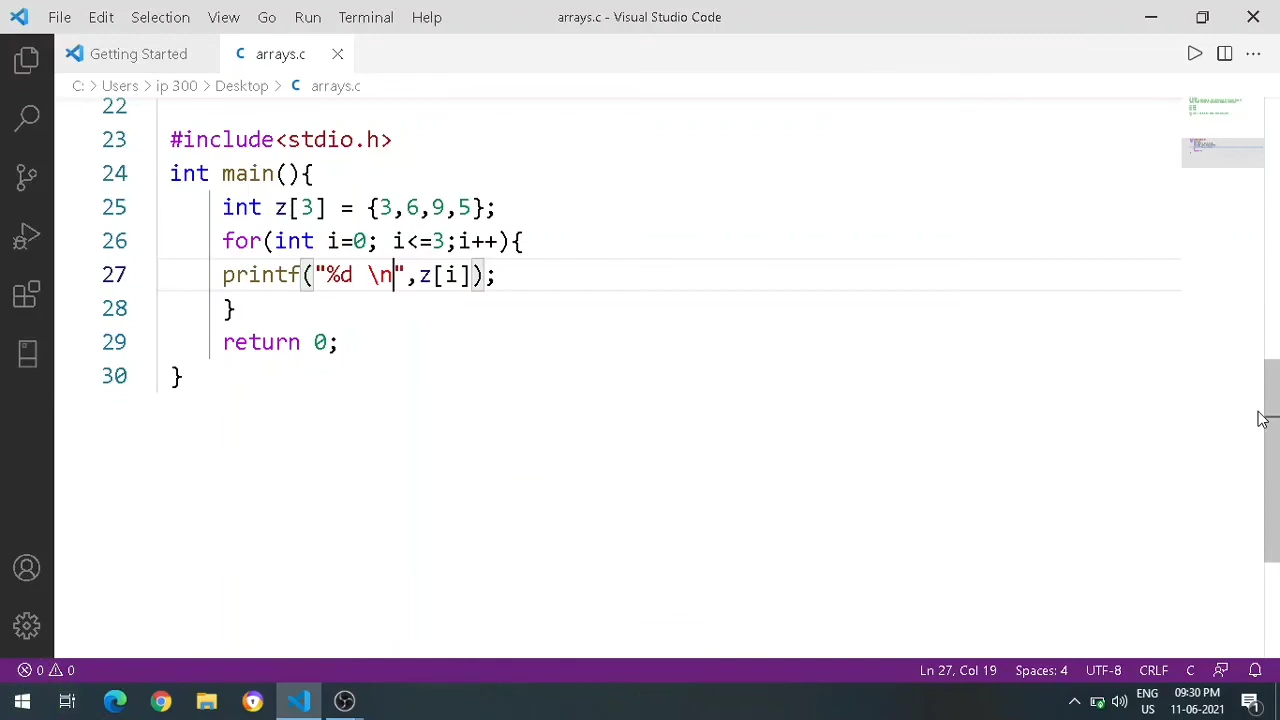 File Edit Selection View Go Run Terminal Help arrays.c - Visual Studio Code
Getting Started C arrays.c
C: > Users > ip 300 > Desktop > C arrays.c
22
23 #include<stdio.h>
24 int main(){
25 int z[3] = {3,6,9,5};
26 for(int i=0; i<=3;i++){
27 printf("%d \n",z[i]);
28 }
29 return 0;
30 }
0 0 Ln 27, Col 19 Spaces: 4 UTF-8 CRLF C
ENG 09:30 PM
US 11-06-2021 1